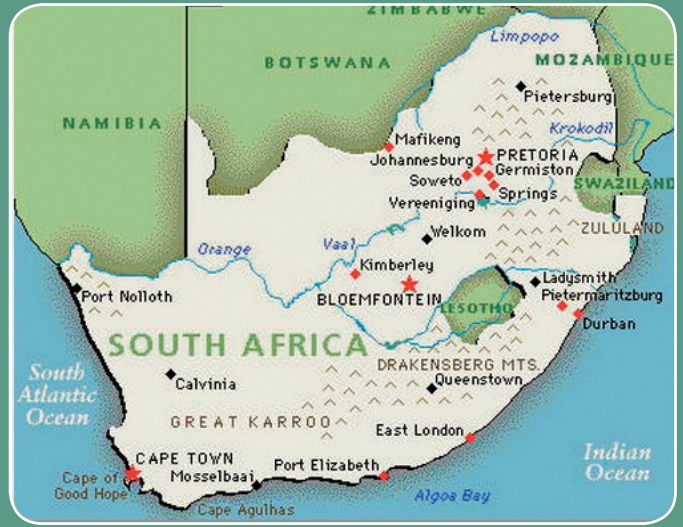 ZIMBABWE
Limpopo
BOTSWANA
MOZAMBIQUE
Pietersburg
NAMIBIA
Krokodil
Mafikeng
Johannesburg
PRETORIA
Germiston
Soweto
SWAZILAND
Springs
Vereeniging
ZULULAND
Welkom
Vaal
Orange
Kimberley
Ladysmith
Port Nolloth
BLOEMFONTEIN
Pietermaritzburg
LESOTHO
Durban
SOUTH AFRICA
DRAKENSBERG MTS.
South
Atlantic
Ocean
Calvinia
Queenstown
GREAT KARROO
East London
CAPE TOWN
Port Elizabeth
Indian
Ocean
Mosselbaai
Cape of
Good Hope
Algoa Bay
Cape Agulhas